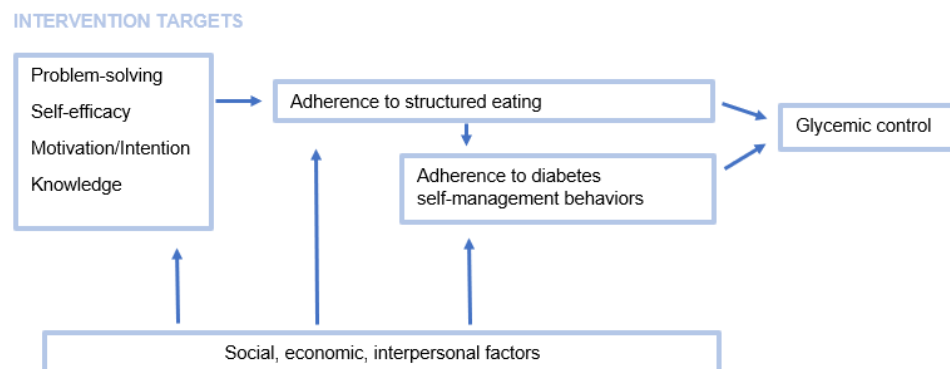 INTERVENTION TARGETS
Problem-solving
Self-efficacy
Motivation/Intention
Knowledge
Adherence to structured eating
Adherence to diabetes
self-management behaviors
Glycemic control
Social, economic, interpersonal factors